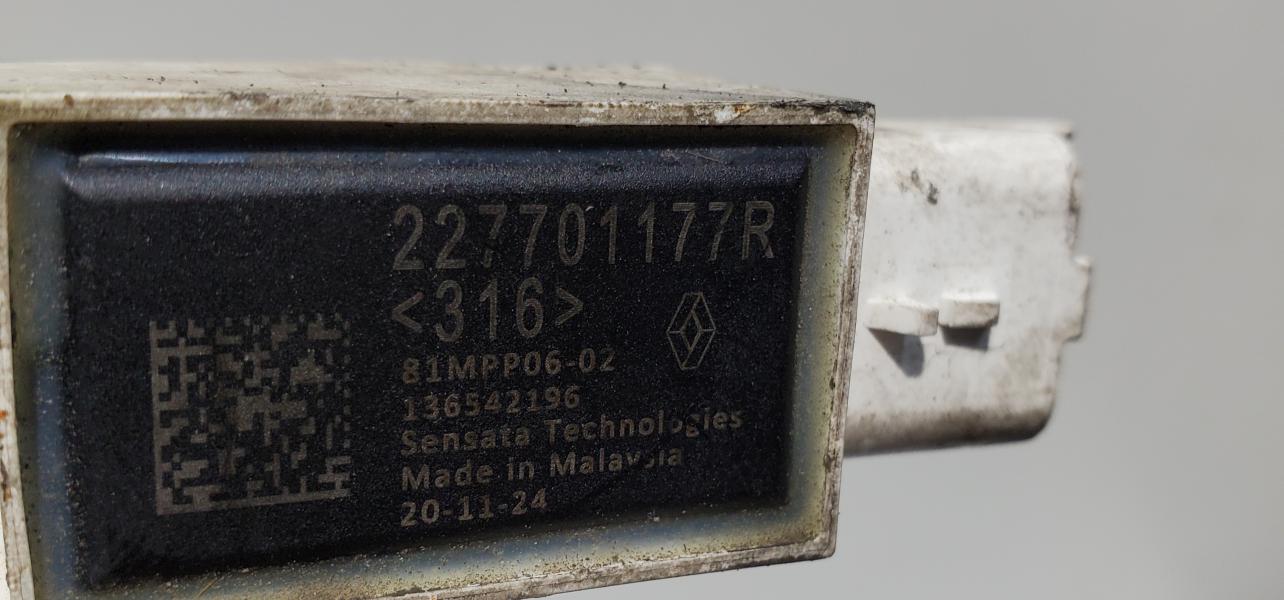 227701177R
<316>
81MPP06-02
136542196
Sensata Technologies
Made in Malaysia
20-11-24